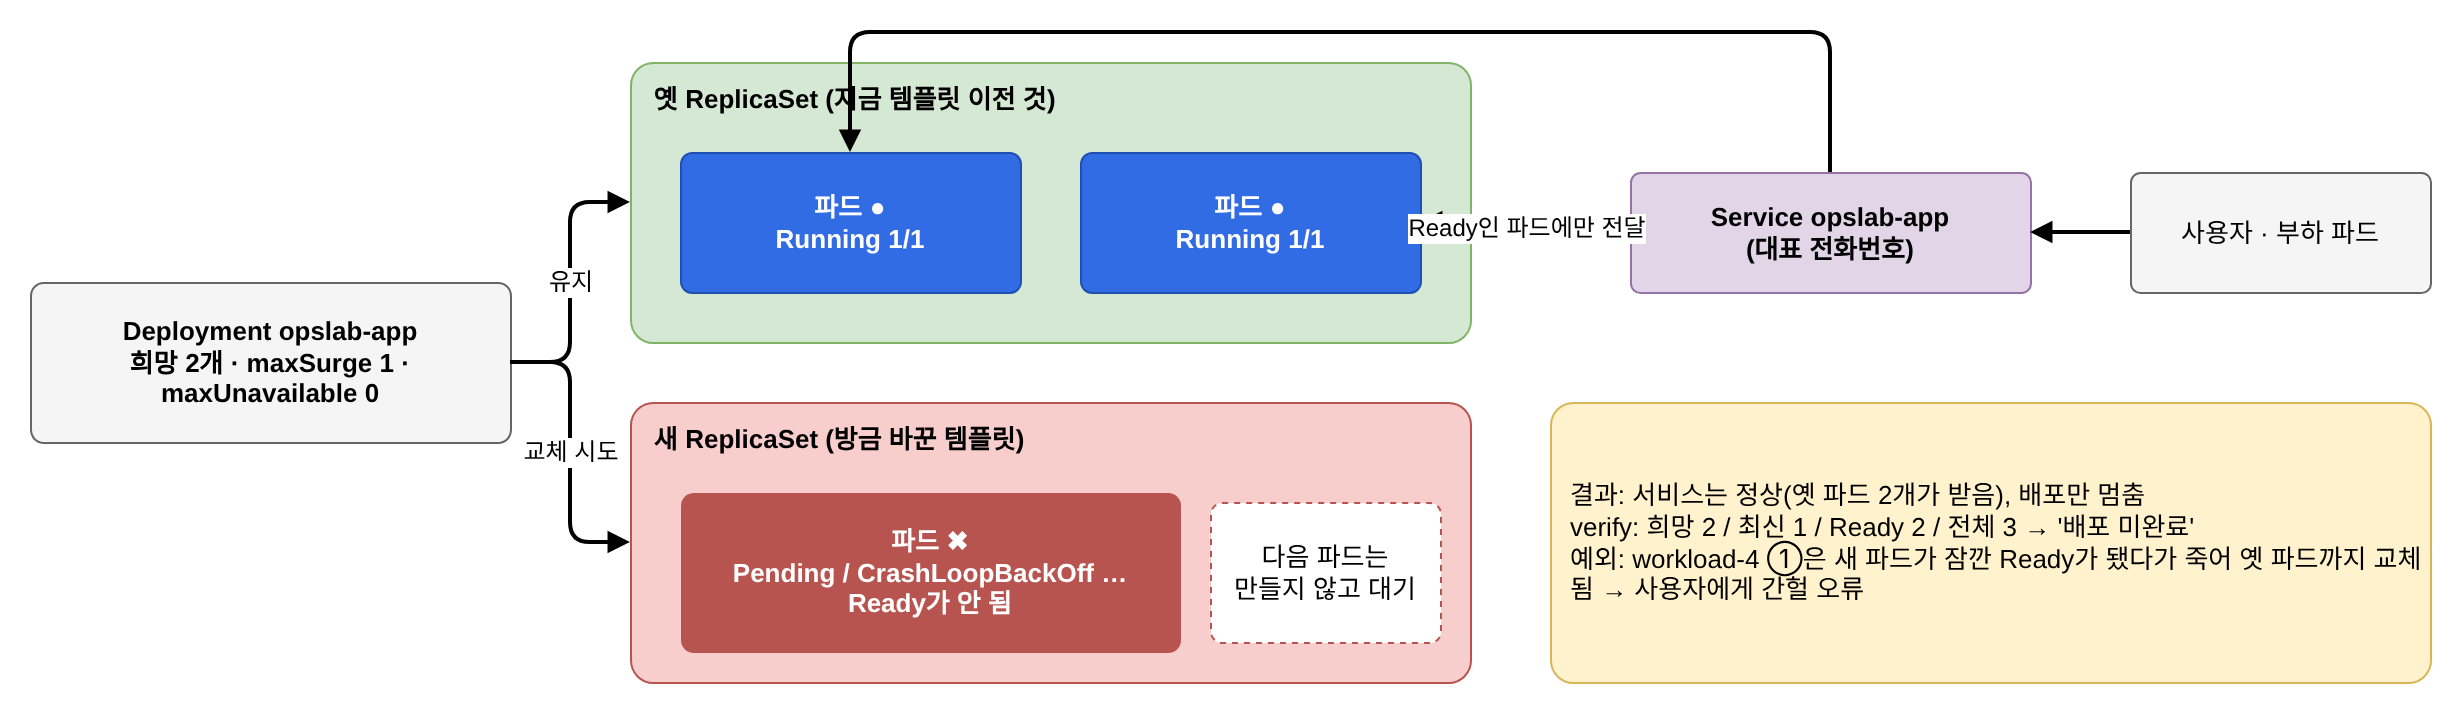 옛 ReplicaSet (지금 템플릿 이전 것)
파드 ●
Running 1/1
파드 ●
Running 1/1
Ready인 파드에만 전달
Service opslab-app
(대표 전화번호)
사용자 · 부하 파드
유지
Deployment opslab-app
희망 2개 · maxSurge 1 ·
maxUnavailable 0
교체 시도
새 ReplicaSet (방금 바꾼 템플릿)
파드 ✖
Pending / CrashLoopBackOff …
Ready가 안 됨
다음 파드는
만들지 않고 대기
결과: 서비스는 정상(옛 파드 2개가 받음), 배포만 멈춤
verify: 희망 2 / 최신 1 / Ready 2 / 전체 3 → '배포 미완료'
예외: workload-4 ①은 새 파드가 잠깐 Ready가 됐다가 죽어 옛 파드까지 교체
됨 → 사용자에게 간헐 오류